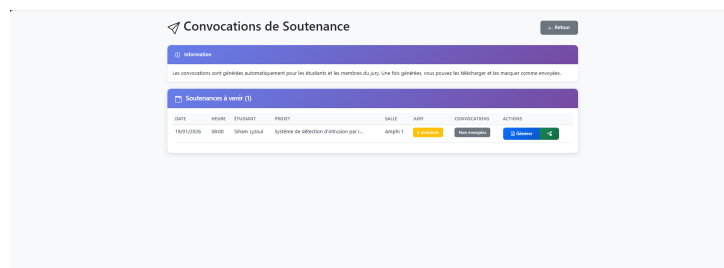 Convocations de Soutenance
← Retour
Information
Les convocations sont générées automatiquement pour les étudiants et les membres du jury. Une fois générées, vous pouvez les télécharger et les marquer comme envoyées.
Soutenances à venir (1)
DATE HEURE ÉTUDIANT PROJET SALLE JURY CONVOCATIONS ACTIONS
19/01/2026 08:00 Siham Système de détection d'intrusion par I... Amphi 1 membres Non envoyées Générer